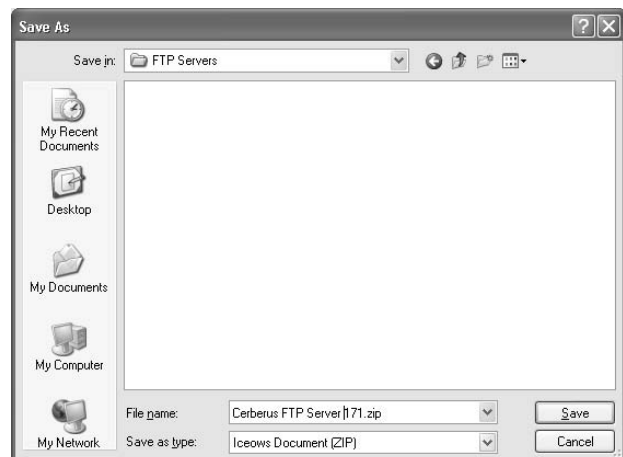 Save As
Save in:
FTP Servers
My Recent
Documents
Desktop
My Documents
My Computer
My Network
File name:
Cerberus FTP Server 171.zip
Save
Save as type:
Iceows Document (ZIP)
Cancel